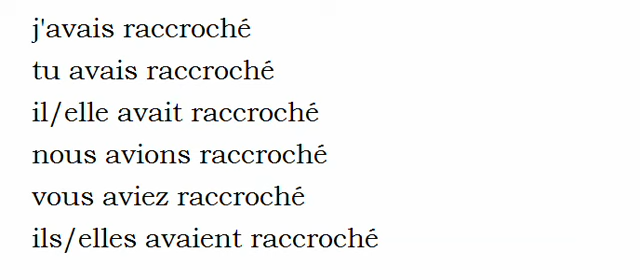 j'avais raccroché
tu avais raccroché
il/elle avait raccroché
nous avions raccroché
vous aviez raccroché
ils/elles avaient raccroché